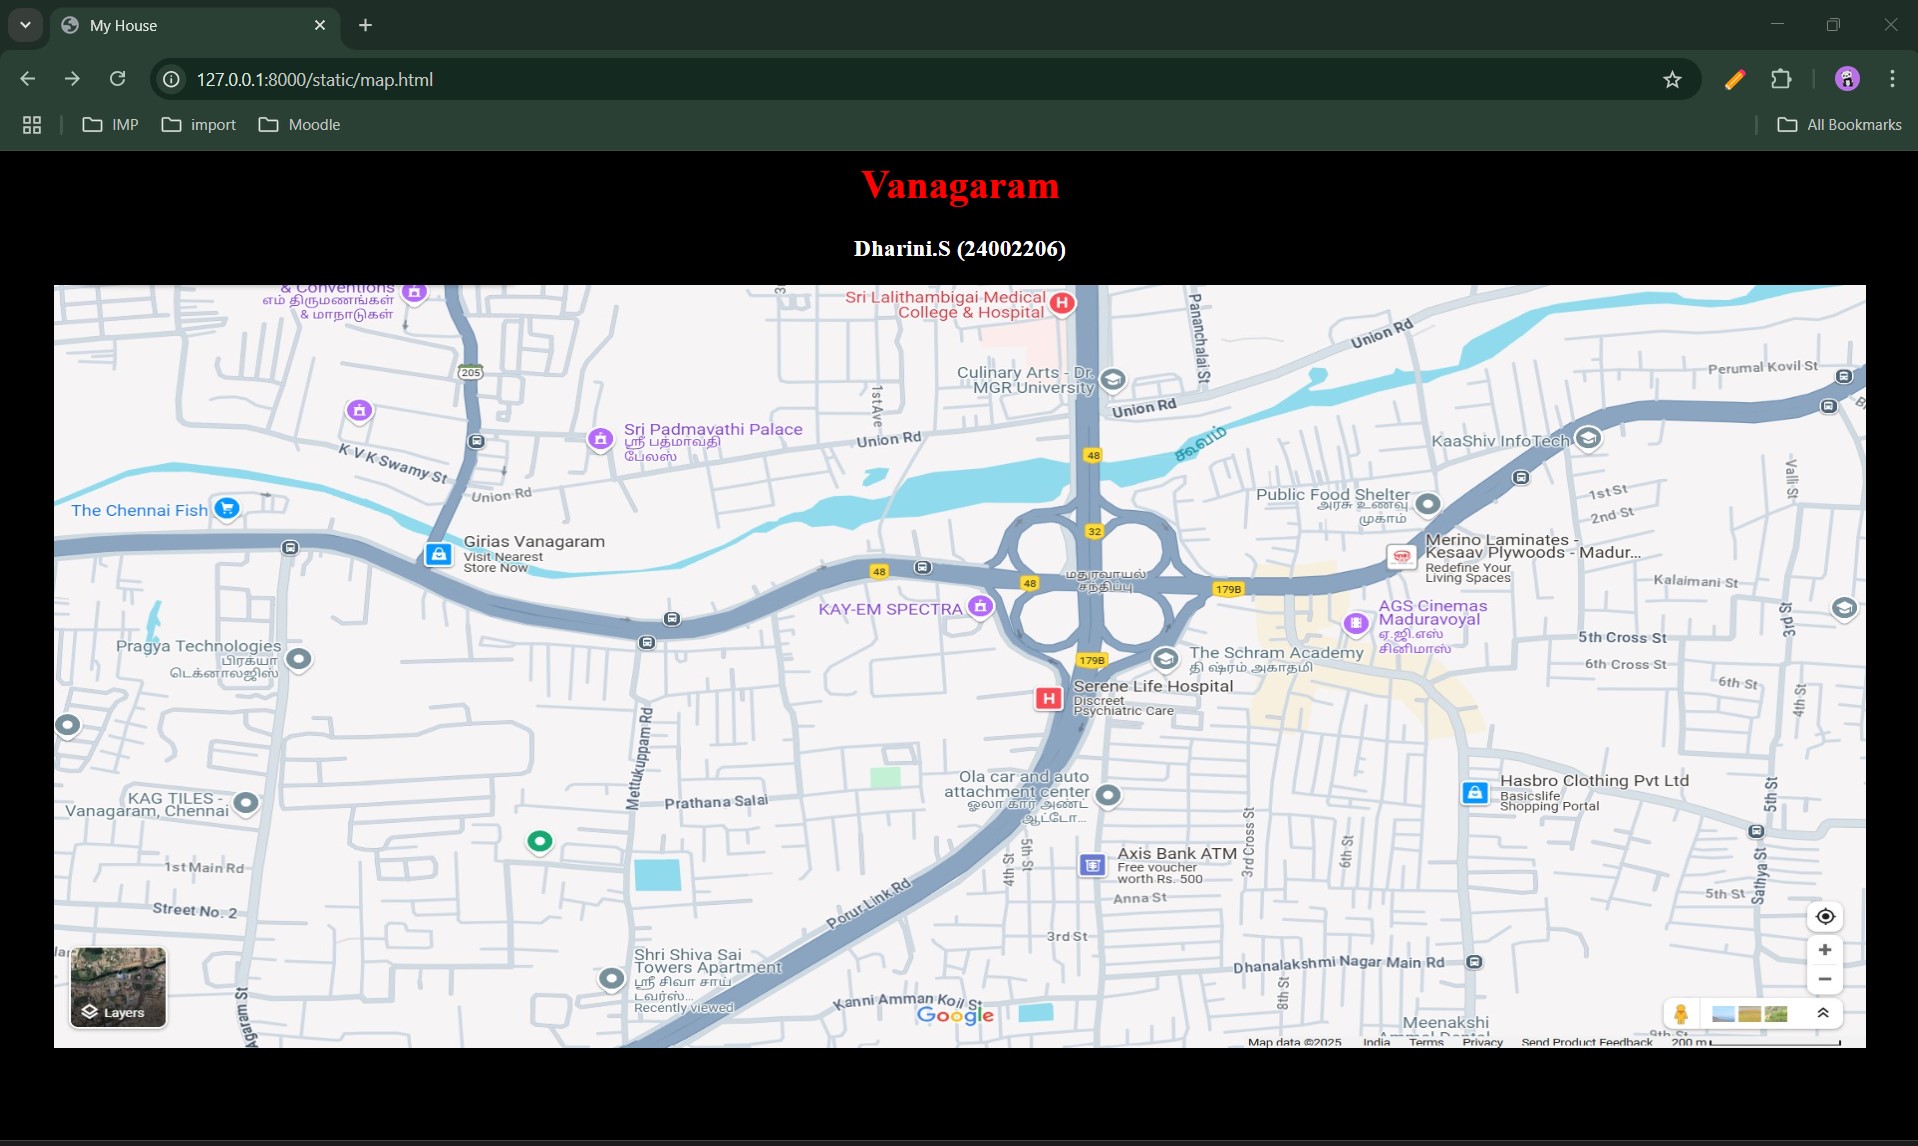 My House
127.0.0.1:8000/static/map.html
IMP
import
Moodle
All Bookmarks
Vanagaram
Dharini.S (24002206)
& Conventions
எம் திருமணங்கள்
& மாநாடுகள்
Sri Lalithambigai Medical
College & Hospital
Panancholai St
Union Rd
205
Culinary Arts - Dr.
MGR University
Perumal Kovil St
1st Ave
Union Rd
Sri Padmavathi Palace
ஸ்ரீ பத்மாவதி
பேலஸ்
Union Rd
கூவம்
KaaShiv InfoTech
K V K Swamy St
48
Valli St
Union Rd
Public Food Shelter
அரசு உணவு
முகாம்
1st St
2nd St
The Chennai Fish
32
Girias Vanagaram
Visit Nearest
Store Now
Merino Laminates -
Kesaav Plywoods - Madur...
Redefine Your
Living Spaces
48
48
மதுரவாயல்
சந்திப்பு
179B
Kalaimani St
KAY-EM SPECTRA
AGS Cinemas
Maduravoyal
ஏ.ஜி.எஸ்
சினிமாஸ்
3rd St
5th Cross St
Pragya Technologies
பிரக்யா
டெக்னாலஜிஸ்
179B
The Schram Academy
தி ஷ்ரம் அகாதமி
6th Cross St
Serene Life Hospital
Discreet
Psychiatric Care
6th St
4th St
Mettukuppam Rd
Ola car and auto
attachment center
ஓலா கார் அண்ட்
ஆட்டோ...
Hasbro Clothing Pvt Ltd
Basicslife
Shopping Portal
KAG TILES -
Vanagaram, Chennai
Prathana Salai
5th St
3rd Cross St
6th St
5th St
4th St
Axis Bank ATM
Free voucher
worth Rs. 500
1st Main Rd
Anna St
Sathya St
5th St
Street No. 2
Porur Link Rd
3rd St
Shri Shiva Sai
Towers Apartment
ஸ்ரீ சிவா சாய்
டவர்ஸ்...
Recently viewed
Dhanalakshmi Nagar Main Rd
8th St
Agaram St
Layers
Kanni Amman Koil St
Google
Meenakshi
Ammal Dental
9th St
Map data ©2025
India
Terms
Privacy
Send Product Feedback
200 m